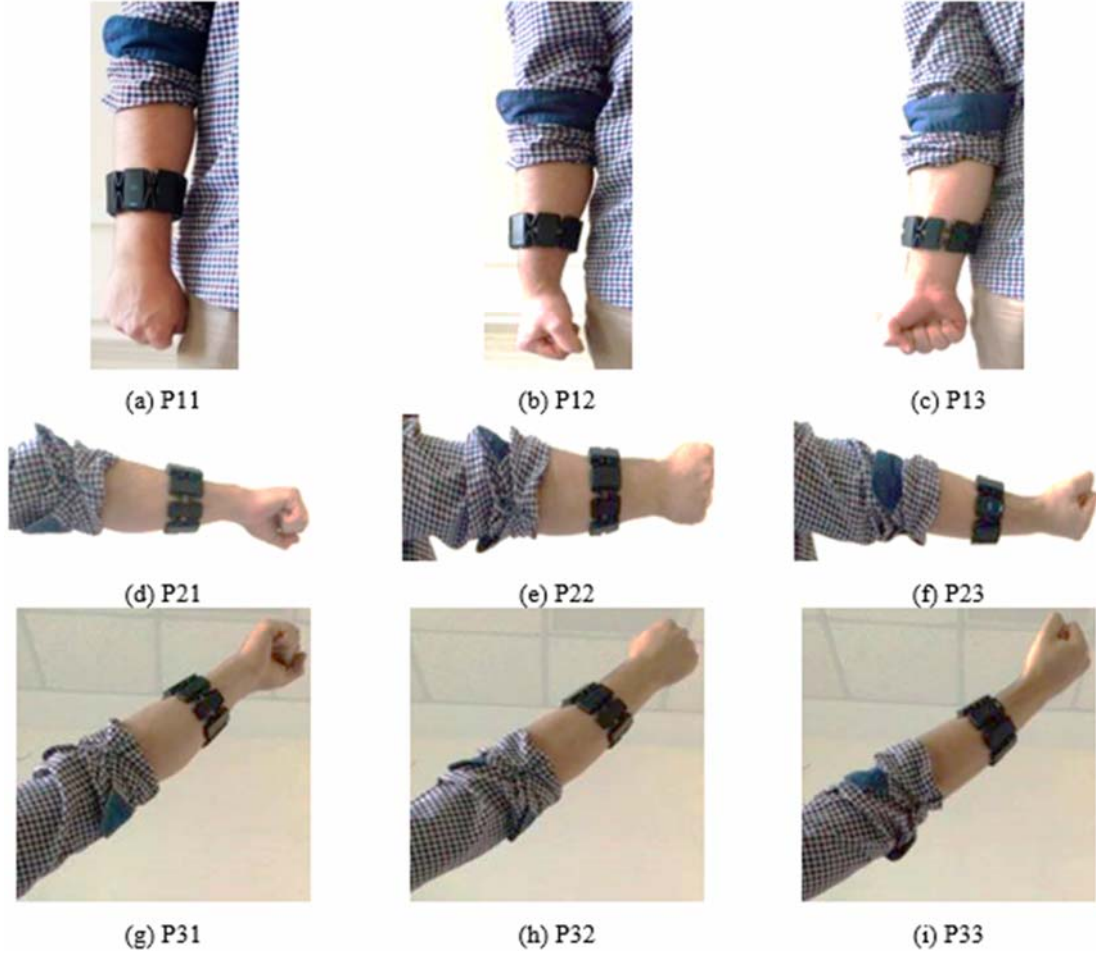 (a) P11
(b) P12
(c) P13
(d) P21
(e) P22
(f) P23
(g) P31
(h) P32
(i) P33